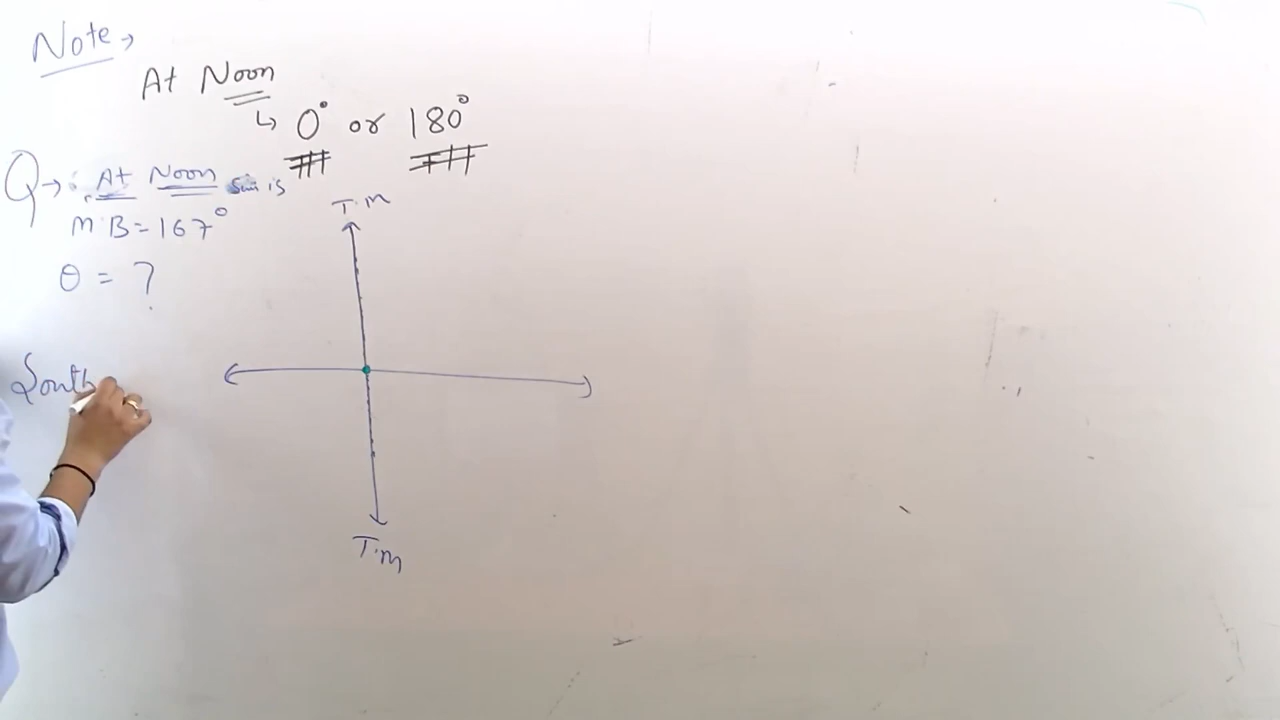 Note →
At Noon
↳ 0° or 180°
Q → At Noon Sun is
M·B = 167°
θ = ?
T.M
South
T.M